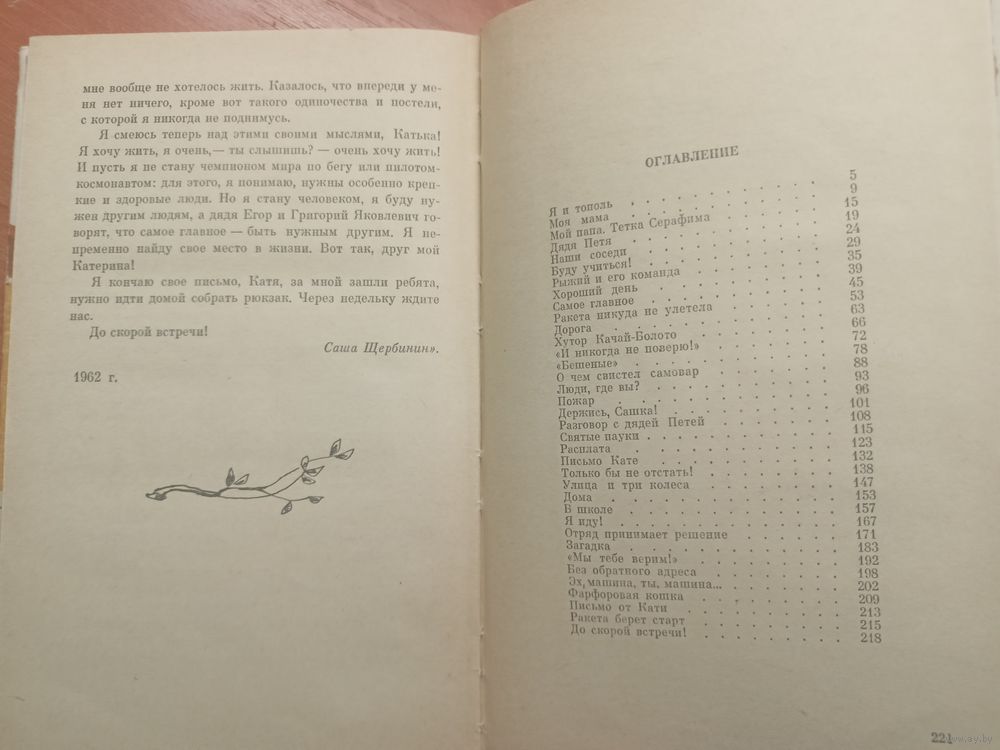 мне вообще не хотелось жить. Казалось, что впереди у ме-
ня нет ничего, кроме вот такого одиночества и постели,
с которой я никогда не поднимусь.
Я смеюсь теперь над этими своими мыслями, Катька!
Я хочу жить, я очень,— ты слышишь? — очень хочу жить!
И пусть я не стану чемпионом мира по бегу или пилотом-
космонавтом: для этого, я понимаю, нужны особенно креп-
кие и здоровые люди. Но я стану человеком, я буду ну-
жен другим людям, а дядя Егор и Григорий Яковлевич го-
ворят, что самое главное — быть нужным другим. Я не-
пременно найду свое место в жизни. Вот так, друг мой
Катерина!
Я кончаю свое письмо, Катя, за мной зашли ребята,
нужно идти домой собрать рюкзак. Через недельку ждите
нас.
До скорой встречи!
Саша Щербинин».
1962 г.
ОГЛАВЛЕНИЕ
Я и тополь . . . . . . . 5
Моя мама . . . . . . . 9
Мой папа. Тетка Серафима . . . . 15
Дядя Петя . . . . . . . 19
Наши соседи . . . . . . . 24
Буду учиться! . . . . . . . 29
Рыжий и его команда . . . . . 35
Хороший день . . . . . . . 39
Самое главное . . . . . . . 45
Ракета никуда не улетела . . . . 53
Дорога . . . . . . . . 63
Хутор Качай-Болото . . . . . 66
«И никогда не поверю!» . . . . . 72
«Бешеные» . . . . . . . 78
О чем свистел самовар . . . . . 88
Люди, где вы? . . . . . . . 93
Пожар . . . . . . . . 96
Держись, Сашка! . . . . . . 101
Разговор с дядей Петей . . . . . 108
Святые науки . . . . . . . 115
Расплата . . . . . . . . 123
Письмо Кате . . . . . . . 132
Только бы не отстать! . . . . . 138
Улица и три колеса . . . . . . 147
Дома . . . . . . . . 153
В школе . . . . . . . . 157
Я иду! . . . . . . . . 167
Отряд принимает решение . . . . 171
Загадка . . . . . . . . 183
«Мы тебе верим!» . . . . . . 192
Без обратного адреса . . . . . 198
Эх, машина, ты, машина... . . . . 202
Фарфоровая кошка . . . . . . 209
Письмо от Кати . . . . . . 213
Ракета берет старт . . . . . . 215
До скорой встречи! . . . . . . 218
221
www.ay.by